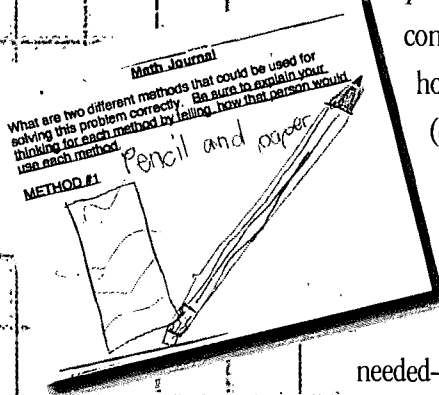 Math Journal
What are two different methods that could be used for
solving this problem correctly. Be sure to explain your
thinking for each method by telling, how that person would
use each method.
METHOD #1 Pencil and paper
con
ho
(
needed-